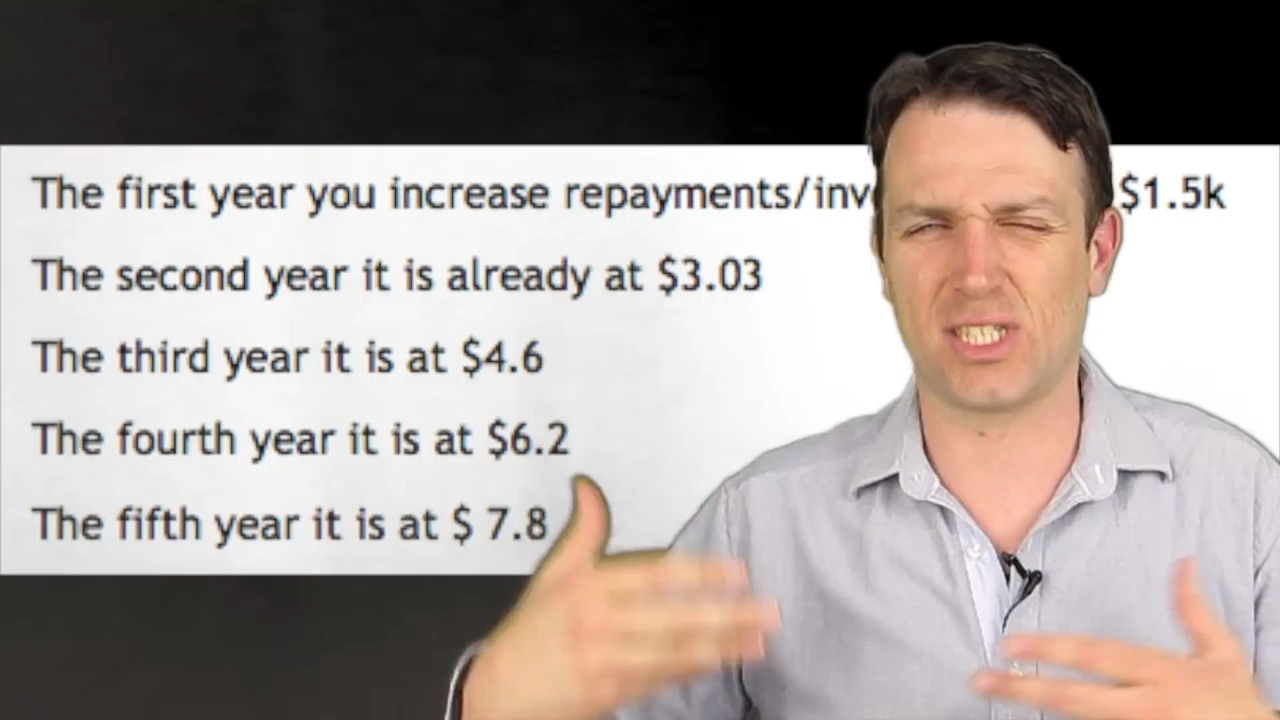 The first year you increase repayments/inv $1.5k
The second year it is already at $3.03
The third year it is at $4.6
The fourth year it is at $6.2
The fifth year it is at $ 7.8